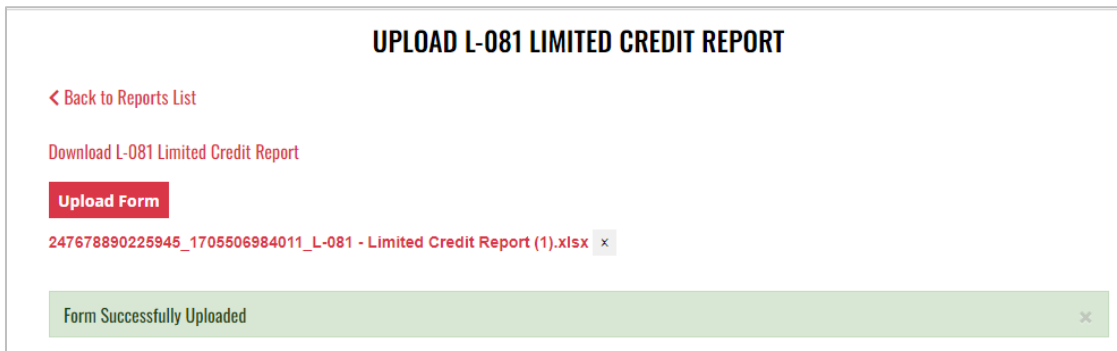 UPLOAD L-081 LIMITED CREDIT REPORT
Back to Reports List
Download L-081 Limited Credit Report
Upload Form
247678890225945_1705506984011_L-081 - Limited Credit Report (1).xlsx x
Form Successfully Uploaded ×